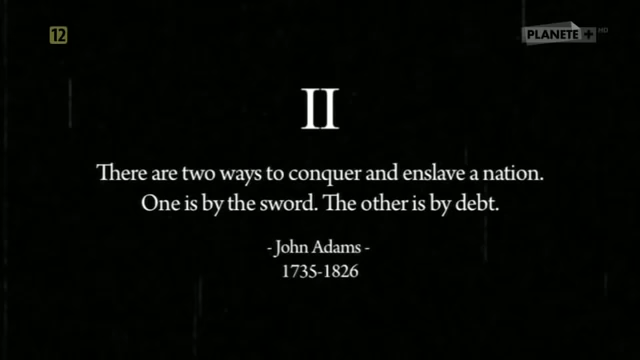 12
PLANETE + HD
II
There are two ways to conquer and enslave a nation.
One is by the sword. The other is by debt.
- John Adams -
1735-1826